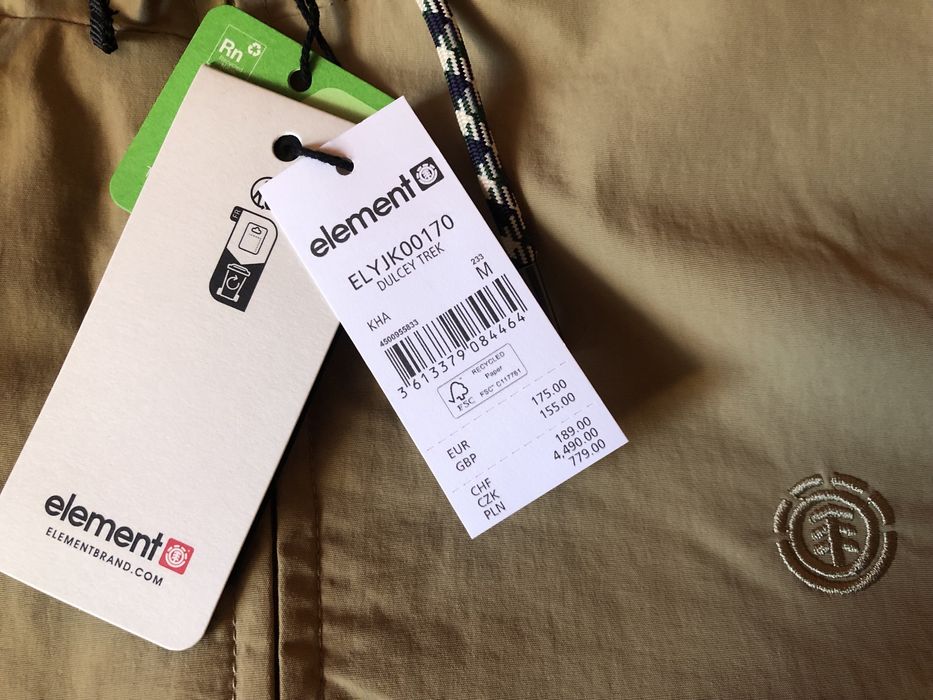 Rn
FR
element
ELEMENTBRAND.COM
element
ELYJK00170
DULCEY TREK
233
KHA M
4500955833
3 613379 084464
RECYCLED
Paper
FSC FSC® C117761
EUR 175.00
GBP 155.00
CHF 189.00
CZK 4,490.00
PLN 779.00